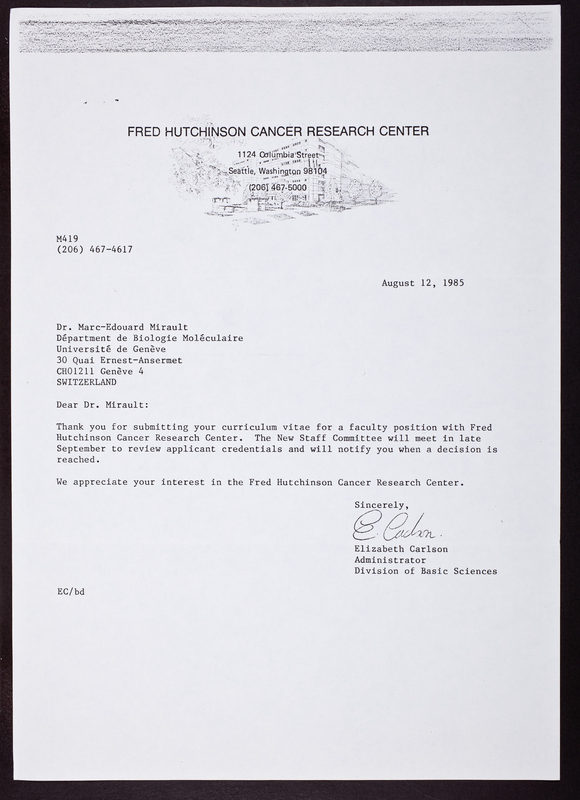 FRED HUTCHINSON CANCER RESEARCH CENTER
1124 Columbia Street
Seattle, Washington 98104
(206) 467-5000
M419
(206) 467-4617
August 12, 1985
Dr. Marc-Edouard Mirault
Départment de Biologie Moléculaire
Université de Genève
30 Quai Ernest-Ansermet
CH01211 Genève 4
SWITZERLAND
Dear Dr. Mirault:
Thank you for submitting your curriculum vitae for a faculty position with Fred
Hutchinson Cancer Research Center. The New Staff Committee will meet in late
September to review applicant credentials and will notify you when a decision is
reached.
We appreciate your interest in the Fred Hutchinson Cancer Research Center.
Sincerely,
E. Carlson.
Elizabeth Carlson
Administrator
Division of Basic Sciences
EC/bd